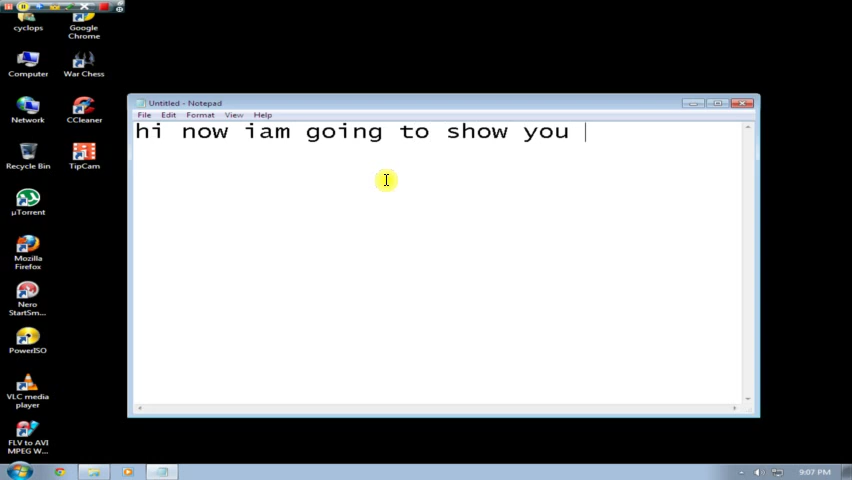 cyclops
Google
Chrome
Computer
War Chess
Network
CCleaner
Recycle Bin
TipCam
µTorrent
Mozilla
Firefox
Nero
StartSm...
PowerISO
VLC media
player
FLV to AVI
MPEG W...
Untitled - Notepad
File Edit Format View Help
hi now iam going to show you
9:07 PM